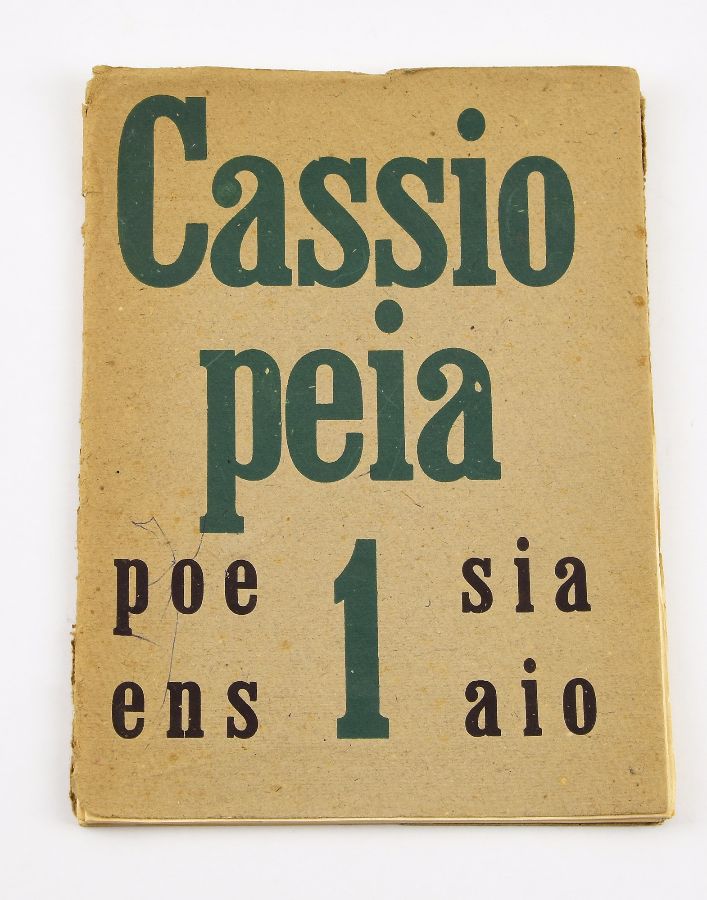 Cassio
peia
poe 1 sia
ens aio